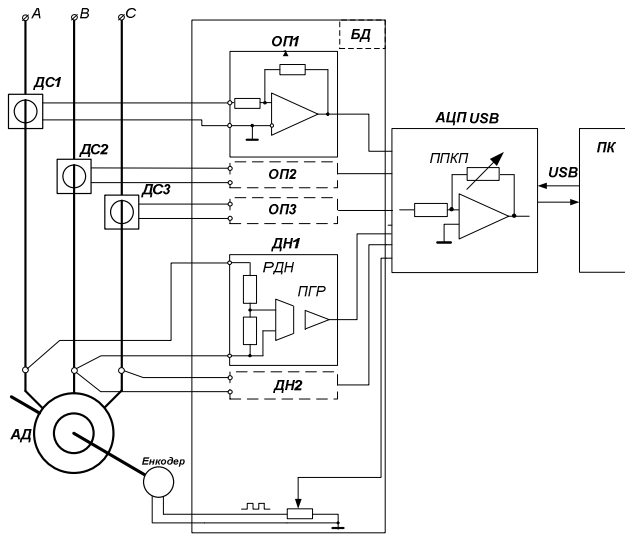 А В С
БД
ОП1
ДС1
АЦП USB
ПК
ДС2
ППКП
ОП2
USB
ДС3
ОП3
ДН1
РДН
ПГР
ДН2
АД
Енкодер